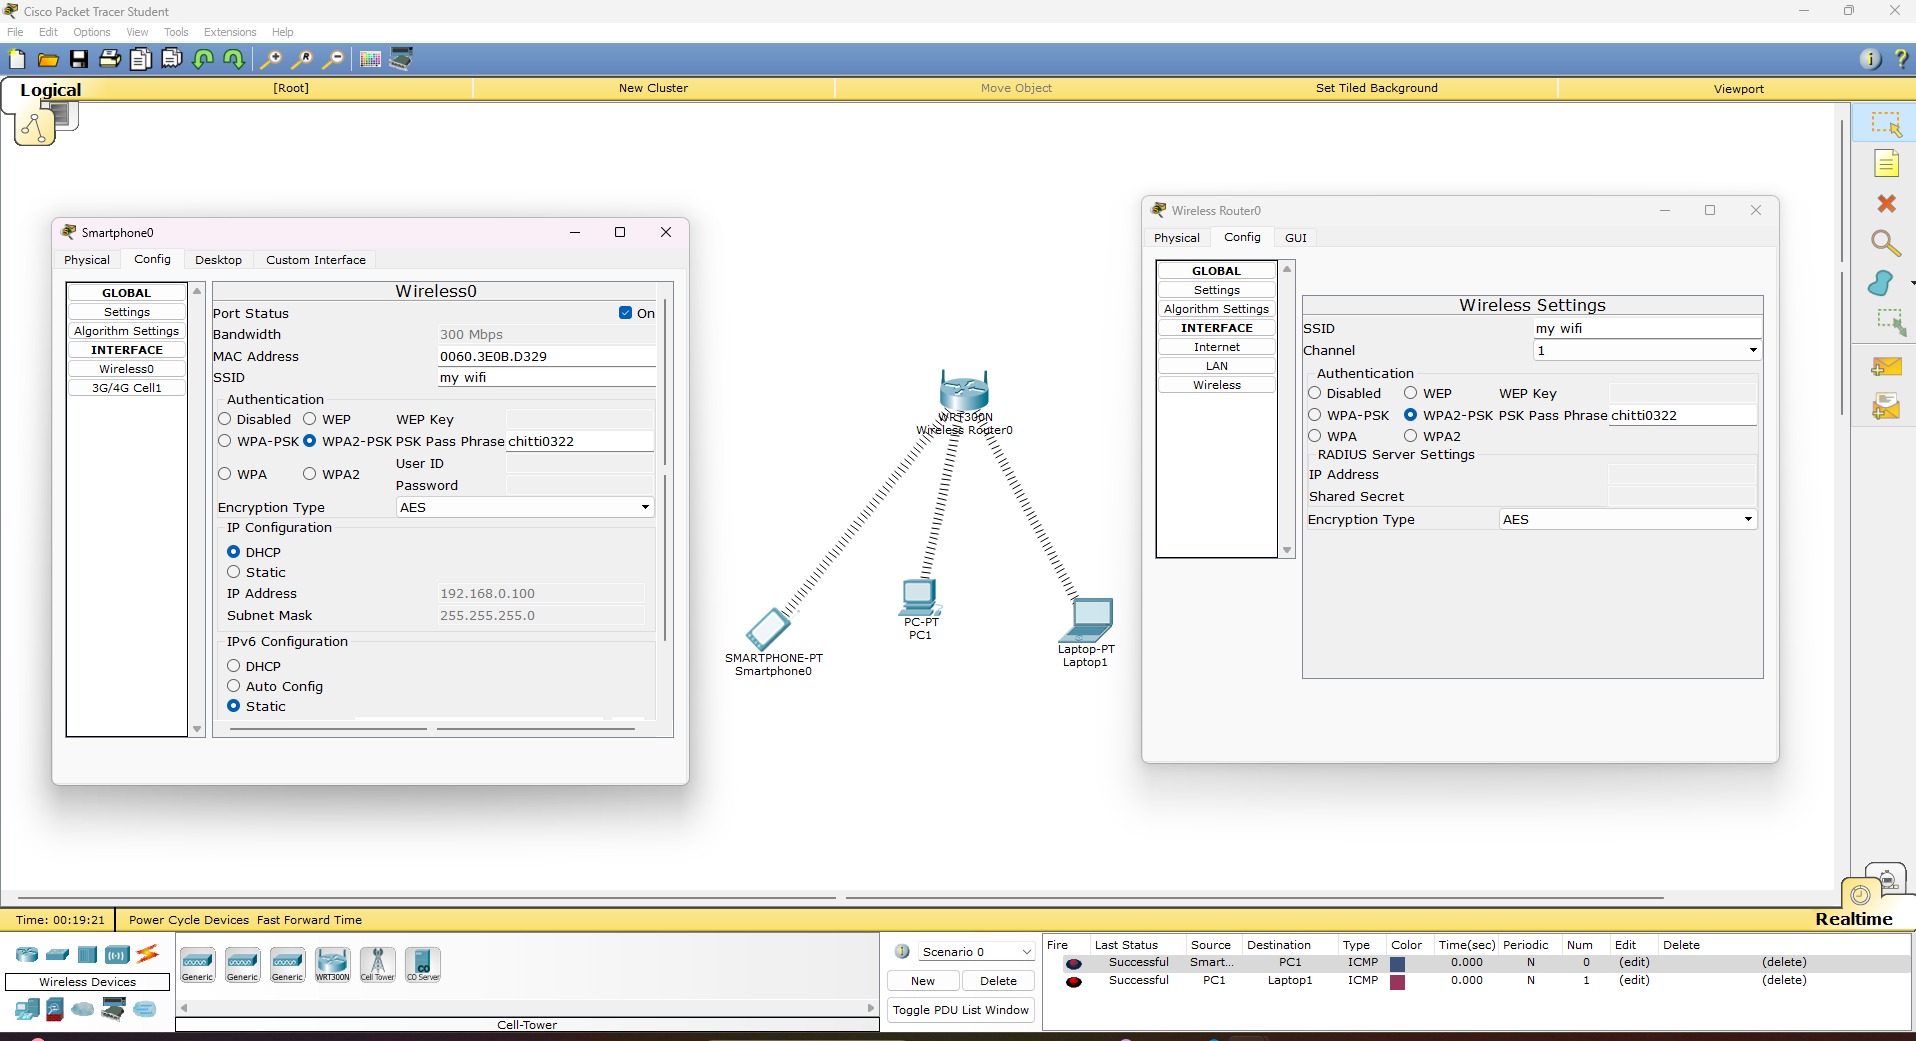 Cisco Packet Tracer Student
File Edit Options View Tools Extensions Help
Logical [Root] New Cluster Move Object Set Tiled Background Viewport
Smartphone0
Physical Config Desktop Custom Interface
GLOBAL
Settings
Algorithm Settings
INTERFACE
Wireless0
3G/4G Cell1
Wireless0
Port Status On
Bandwidth 300 Mbps
MAC Address 0060.3E0B.D329
SSID my wifi
Authentication
Disabled WEP WEP Key
WPA-PSK WPA2-PSK PSK Pass Phrase chitti0322
User ID
WPA WPA2
Password
Encryption Type AES
IP Configuration
DHCP
Static
IP Address 192.168.0.100
Subnet Mask 255.255.255.0
IPv6 Configuration
DHCP
Auto Config
Static
WRT300N
Wireless Router0
PC-PT
PC1
SMARTPHONE-PT
Smartphone0
Laptop-PT
Laptop1
Wireless Router0
Physical Config GUI
GLOBAL
Settings
Algorithm Settings
INTERFACE
Internet
LAN
Wireless
Wireless Settings
SSID my wifi
Channel 1
Authentication
Disabled WEP WEP Key
WPA-PSK WPA2-PSK PSK Pass Phrase chitti0322
WPA WPA2
RADIUS Server Settings
IP Address
Shared Secret
Encryption Type AES
Time: 00:19:21 Power Cycle Devices Fast Forward Time
Realtime
Wireless Devices
Generic Generic Generic WRT300N Cell Tower CO Server
Cell-Tower
Scenario 0
New Delete
Toggle PDU List Window
Fire Last Status Source Destination Type Color Time(sec) Periodic Num Edit Delete
Successful Smart... PC1 ICMP 0.000 N 0 (edit) (delete)
Successful PC1 Laptop1 ICMP 0.000 N 1 (edit) (delete)